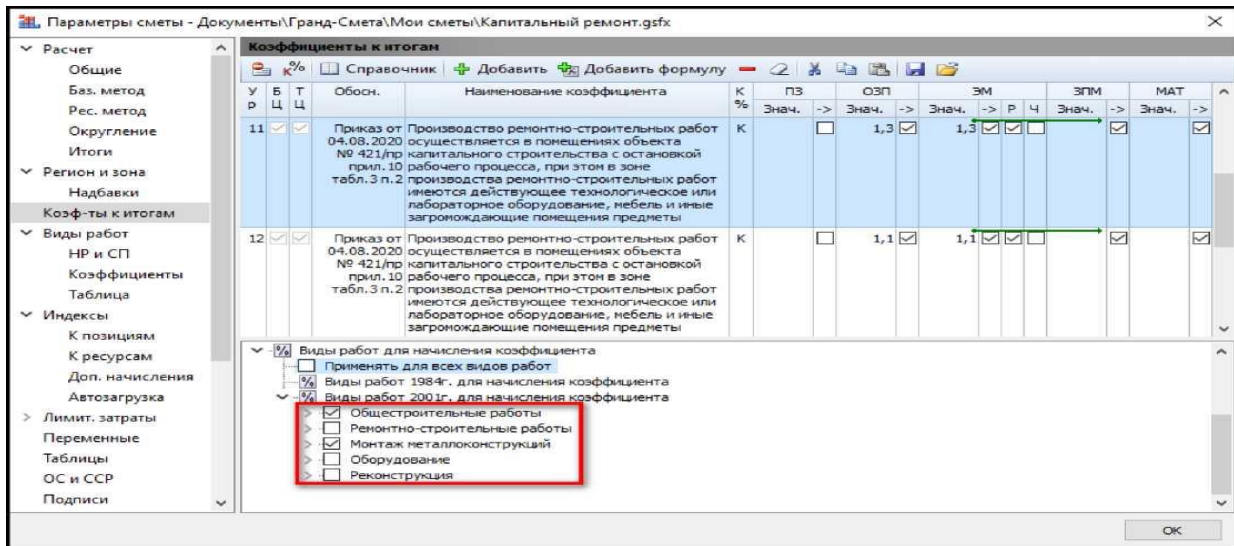 Параметры сметы - Документы\Гранд-Смета\Мои сметы\Капитальный ремонт.gsfx
Расчет
Общие
Баз. метод
Рес. метод
Округление
Итоги
Регион и зона
Надбавки
Коэф-ты к итогам
Виды работ
НР и СП
Коэффициенты
Таблица
Индексы
К позициям
К ресурсам
Доп. начисления
Автозагрузка
Лимит. затраты
Переменные
Таблицы
ОС и ССР
Подписи
Коэффициенты к итогам
К% Справочник Добавить Добавить формулу
У р Б Ц Т Ц Обосн. Наименование коэффициента К % ПЗ ОЗП ЭМ ЗПМ МАТ
Знач. -> Знач. -> Знач. -> Р Ч Знач. -> Знач. ->
11 Приказ от Производство ремонтно-строительных работ К 1,3 1,3
04.08.2020 осуществляется в помещениях объекта
№ 421/пр капитального строительства с остановкой
прил. 10 рабочего процесса, при этом в зоне
табл. 3 п. 2 производства ремонтно-строительных работ
имеются действующее технологическое или
лабораторное оборудование, мебель и иные
загромождающие помещения предметы
12 Приказ от Производство ремонтно-строительных работ К 1,1 1,1
04.08.2020 осуществляется в помещениях объекта
№ 421/пр капитального строительства с остановкой
прил. 10 рабочего процесса, при этом в зоне
табл. 3 п. 2 производства ремонтно-строительных работ
имеются действующее технологическое или
лабораторное оборудование, мебель и иные
загромождающие помещения предметы
% Виды работ для начисления коэффициента
Применять для всех видов работ
% Виды работ 1984г. для начисления коэффициента
% Виды работ 2001г. для начисления коэффициента
Общестроительные работы
Ремонтно-строительные работы
Монтаж металлоконструкций
Оборудование
Реконструкция
ОК